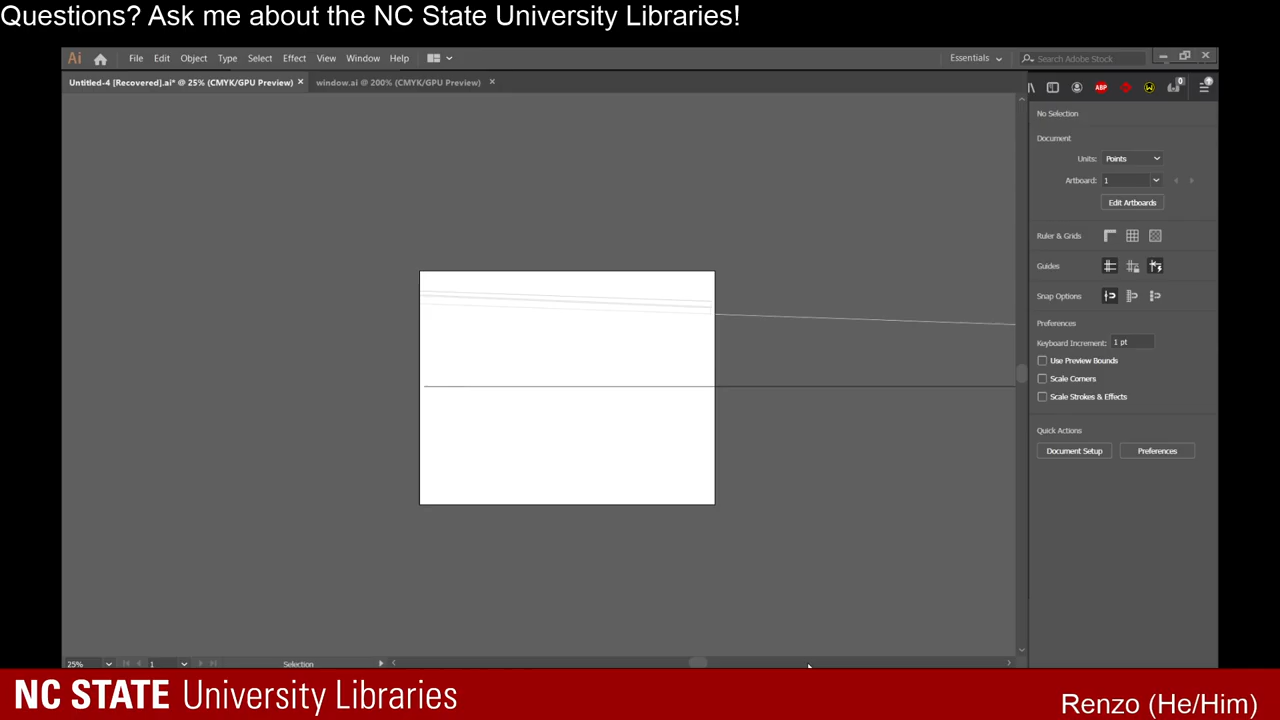 Questions? Ask me about the NC State University Libraries!
Ai File Edit Object Type Select Effect View Window Help Essentials Search Adobe Stock
Untitled-4 [Recovered].ai* @ 25% (CMYK/GPU Preview) × window.ai @ 200% (CMYK/GPU Preview) ×
ABP 0
No Selection
Document
Units: Points
Artboard: 1
Edit Artboards
Ruler & Grids
Guides
Snap Options
Preferences
Keyboard Increment: 1 pt
Use Preview Bounds
Scale Corners
Scale Strokes & Effects
Quick Actions
Document Setup Preferences
25% 1 Selection
NC STATE University Libraries
Renzo (He/Him)